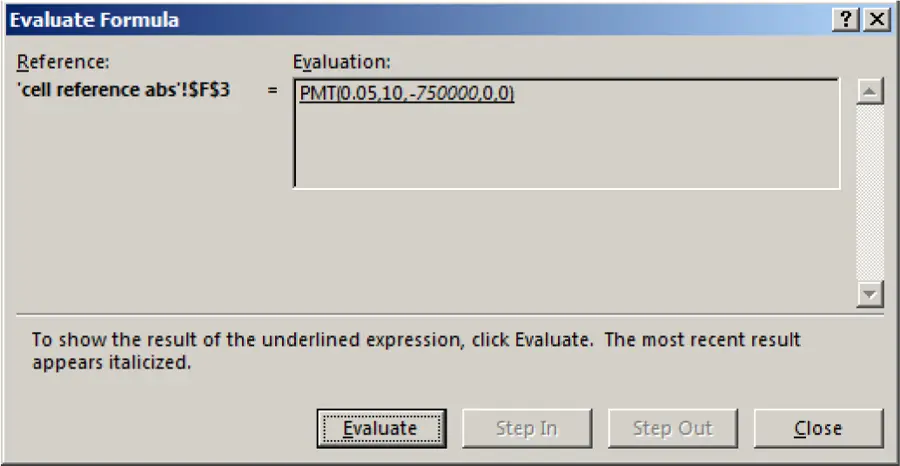 Evaluate Formula
Reference:
Evaluation:
'cell reference abs'!$F$3 = PMT(0.05,10,-750000,0,0)
To show the result of the underlined expression, click Evaluate. The most recent result
appears italicized.
Evaluate
Step In
Step Out
Close